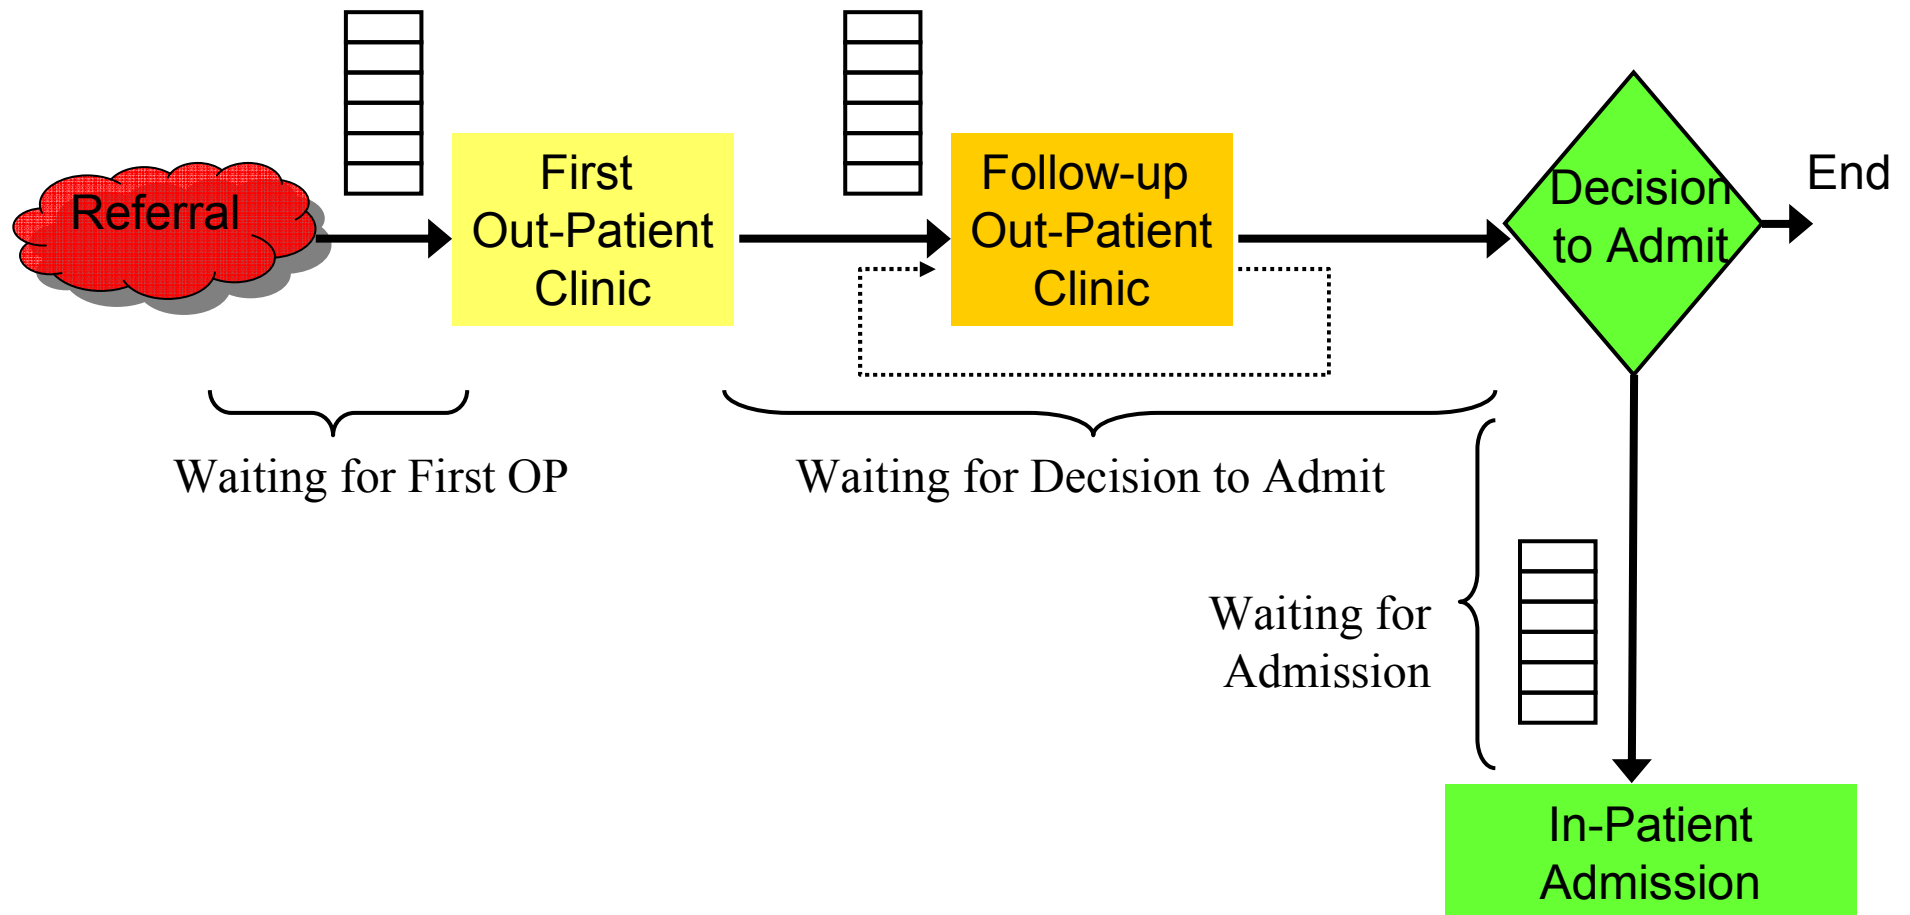 Referral
First
Out-Patient
Clinic
Follow-up
Out-Patient
Clinic
Decision
to Admit
End
Waiting for First OP
Waiting for Decision to Admit
Waiting for
Admission
In-Patient
Admission